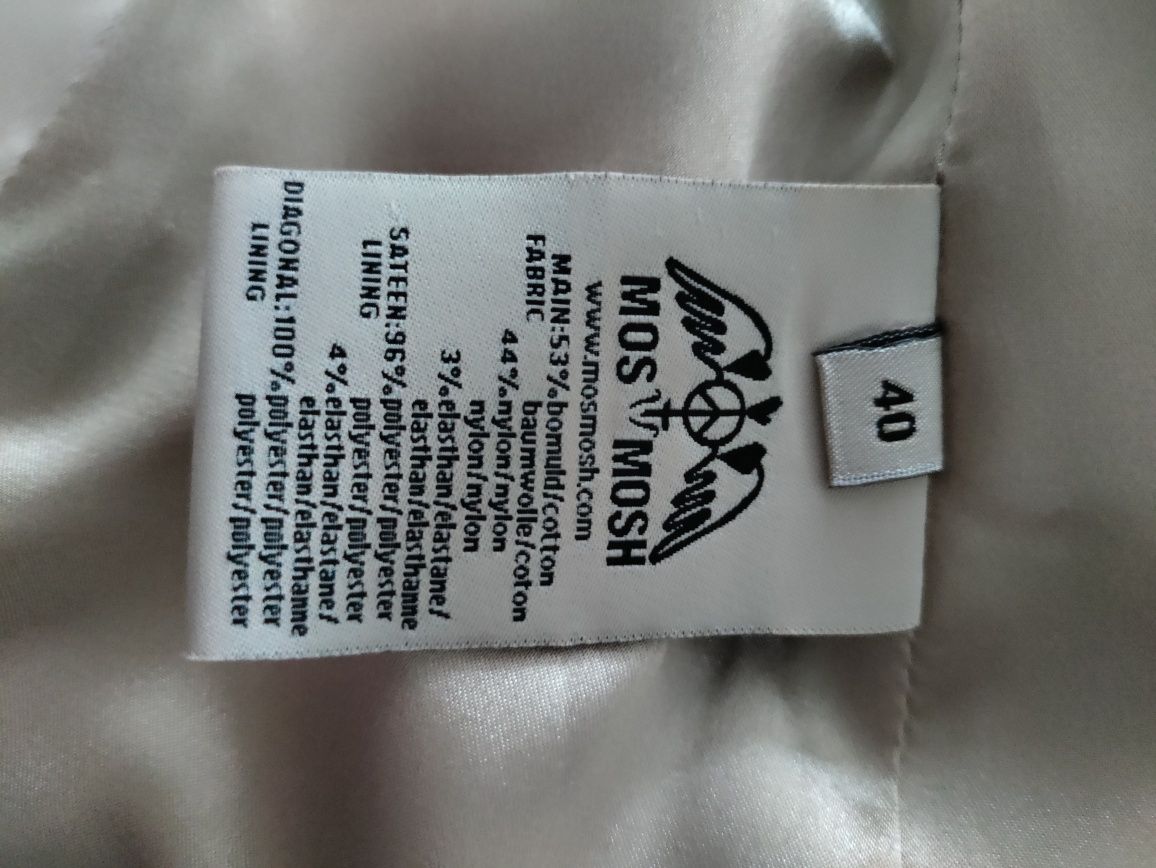 40
MOS MOSH
www.mosmosh.com
MAIN:53%bomuld/cotton
FABRIC baumwolle/coton
44%nylon/nylon
nylon/nylon
3%elasthan/elastane/
elasthan/elasthanne
SATEEN:96%polyester/polyester
LINING polyester/polyester
4%elasthan/elastane/
elasthan/elasthanne
DIAGONAL:100%polyester/polyester
LINING polyester/polyester